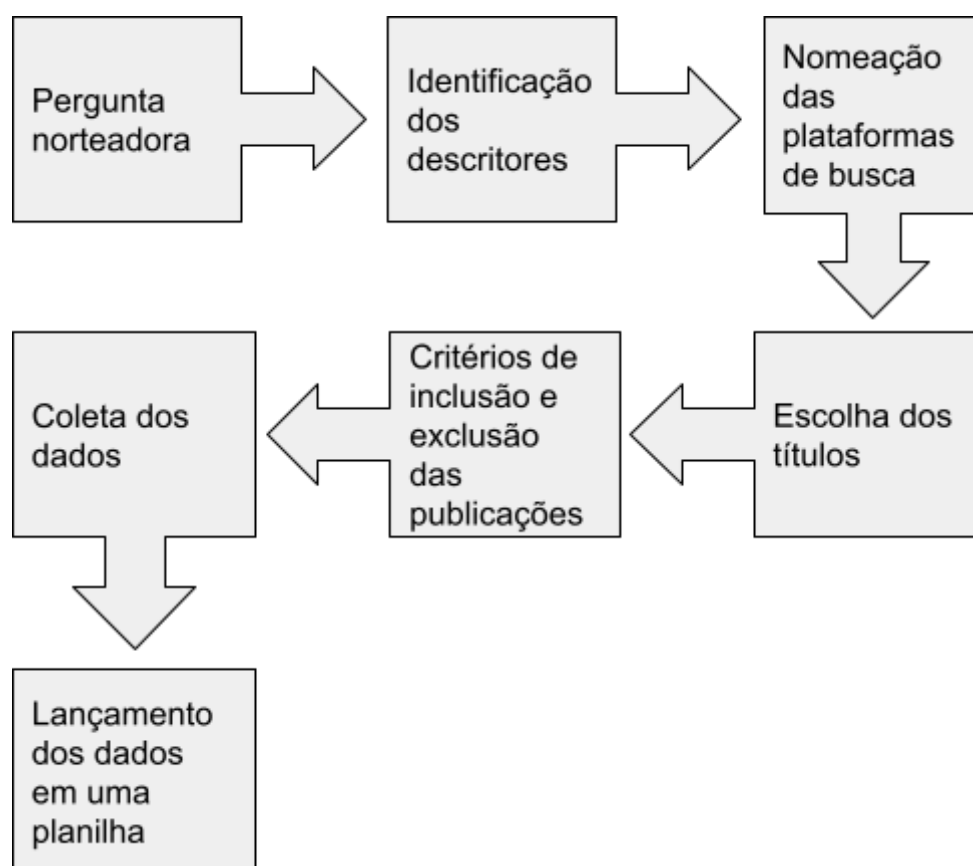 Pergunta
norteadora
Identificação
dos
descritores
Nomeação
das
plataformas
de busca
Escolha dos
títulos
Critérios de
inclusão e
exclusão
das
publicações
Coleta dos
dados
Lançamento
dos dados
em uma
planilha